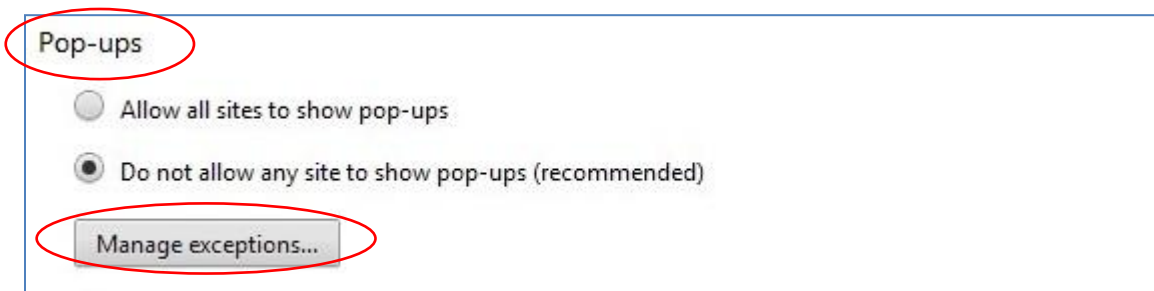 Pop-ups
Allow all sites to show pop-ups
Do not allow any site to show pop-ups (recommended)
Manage exceptions...